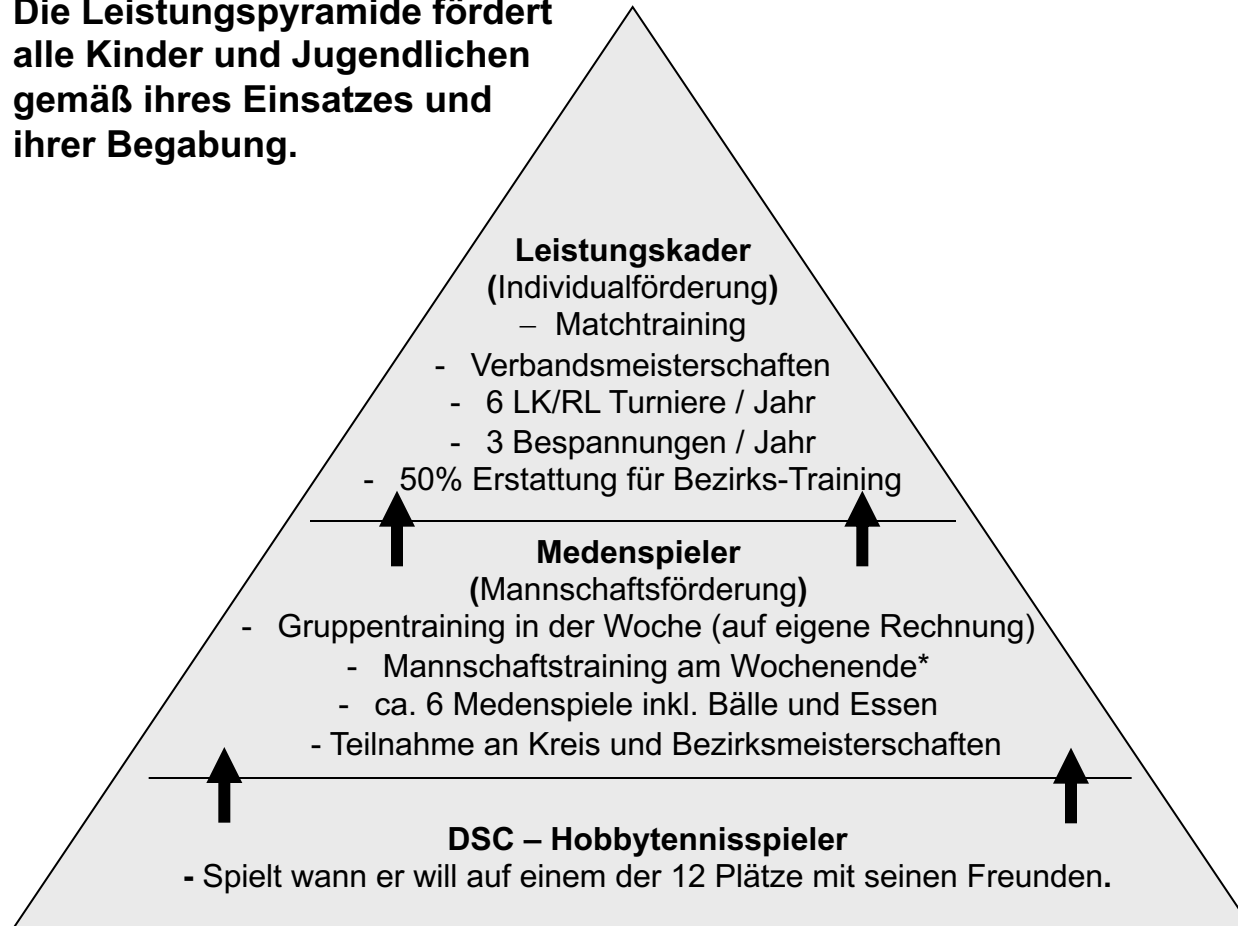 Die Leistungspyramide fördert
alle Kinder und Jugendlichen
gemäß ihres Einsatzes und
ihrer Begabung.
Leistungskader
(Individualförderung)
– Matchtraining
- Verbandsmeisterschaften
- 6 LK/RL Turniere / Jahr
- 3 Bespannungen / Jahr
- 50% Erstattung für Bezirks-Training
Medenspieler
(Mannschaftsförderung)
- Gruppentraining in der Woche (auf eigene Rechnung)
- Mannschaftstraining am Wochenende*
- ca. 6 Medenspiele inkl. Bälle und Essen
- Teilnahme an Kreis und Bezirksmeisterschaften
DSC – Hobbytennisspieler
- Spielt wann er will auf einem der 12 Plätze mit seinen Freunden.